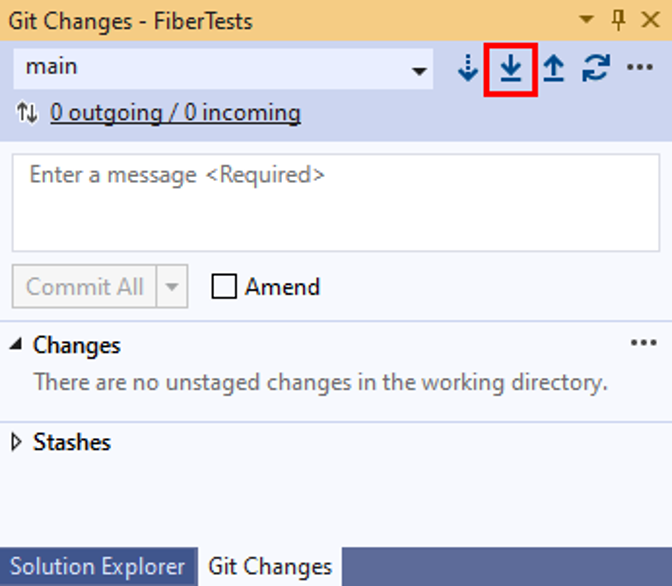 Git Changes - FiberTests
main
0 outgoing / 0 incoming
Enter a message <Required>
Commit All
Amend
Changes
There are no unstaged changes in the working directory.
Stashes
Solution Explorer
Git Changes